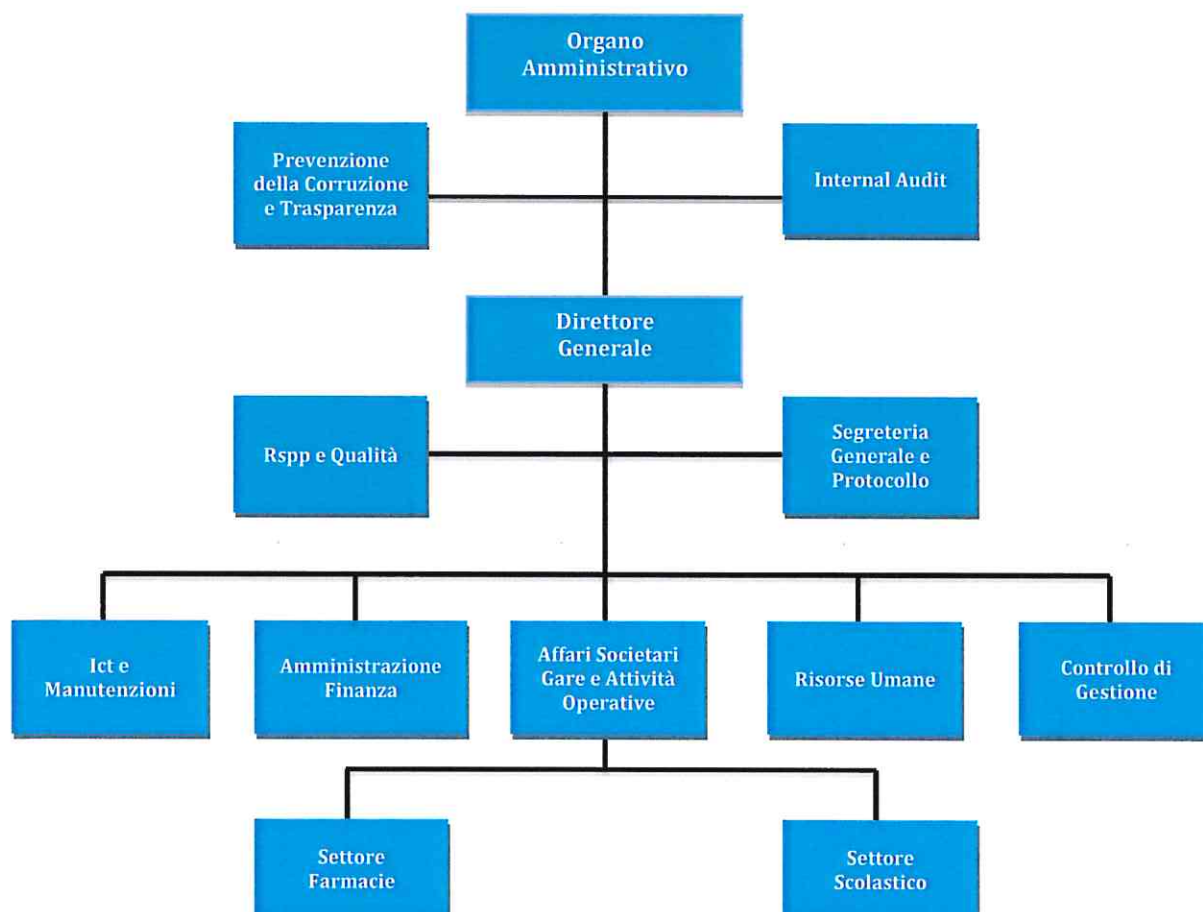 Organo
Amministrativo
Prevenzione
della Corruzione
e Trasparenza
Internal Audit
Direttore
Generale
Rspp e Qualità
Segreteria
Generale e
Protocollo
Ict e
Manutenzioni
Amministrazione
Finanza
Affari Societari
Gare e Attività
Operative
Risorse Umane
Controllo di
Gestione
Settore
Farmacie
Settore
Scolastico